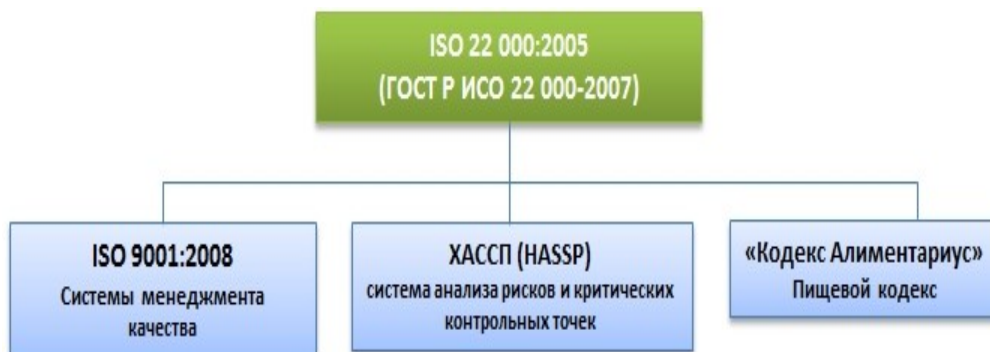 ISO 22 000:2005
(ГОСТ Р ИСО 22 000-2007)
ISO 9001:2008
Системы менеджмента
качества
ХАССП (HASSP)
система анализа рисков и критических
контрольных точек
«Кодекс Алиментариус»
Пищевой кодекс